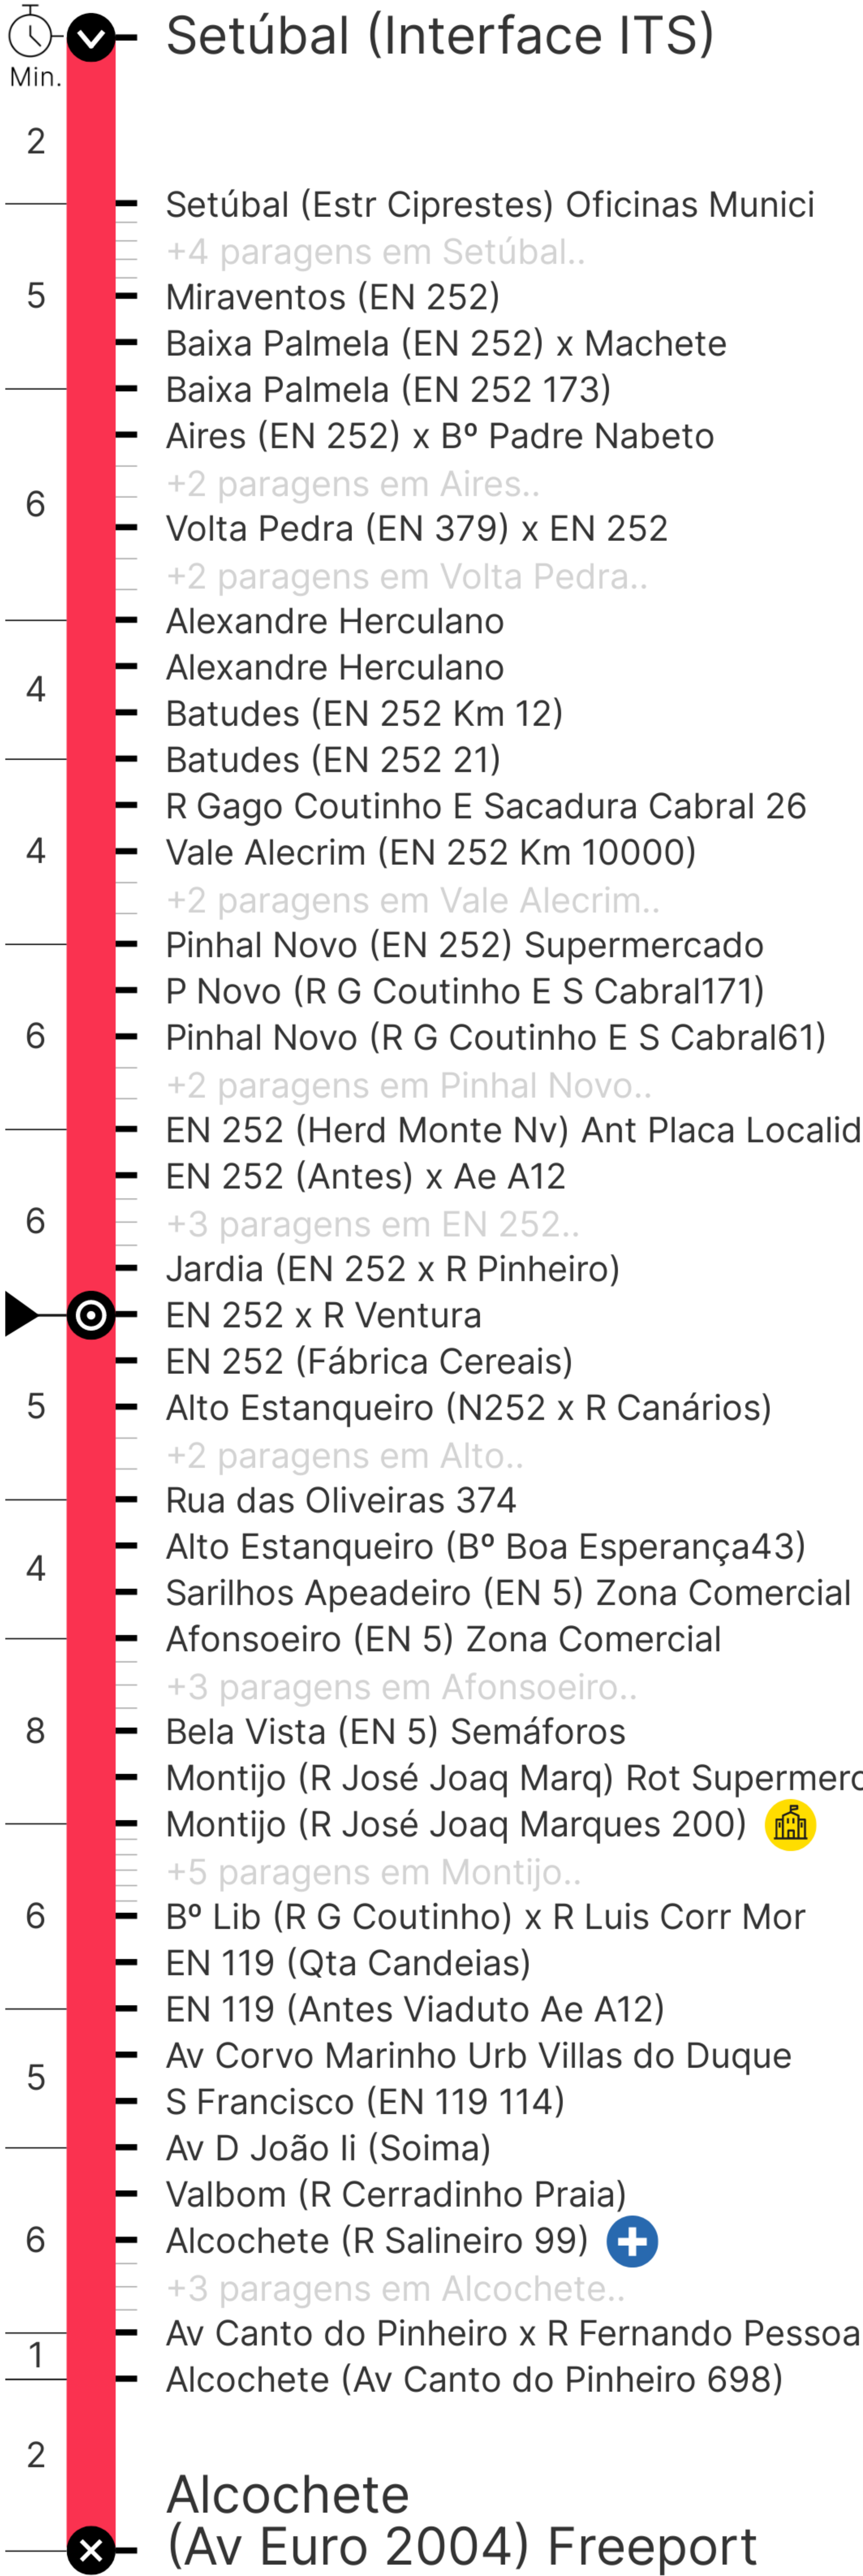 Setúbal (Interface ITS)
Min.
2
Setúbal (Estr Ciprestes) Oficinas Munici
+4 paragens em Setúbal..
5
Miraventos (EN 252)
Baixa Palmela (EN 252) x Machete
Baixa Palmela (EN 252 173)
Aires (EN 252) x Bº Padre Nabeto
+2 paragens em Aires..
6
Volta Pedra (EN 379) x EN 252
+2 paragens em Volta Pedra..
Alexandre Herculano
Alexandre Herculano
4
Batudes (EN 252 Km 12)
Batudes (EN 252 21)
R Gago Coutinho E Sacadura Cabral 26
4
Vale Alecrim (EN 252 Km 10000)
+2 paragens em Vale Alecrim..
Pinhal Novo (EN 252) Supermercado
P Novo (R G Coutinho E S Cabral171)
6
Pinhal Novo (R G Coutinho E S Cabral61)
+2 paragens em Pinhal Novo..
EN 252 (Herd Monte Nv) Ant Placa Localid
EN 252 (Antes) x Ae A12
6
+3 paragens em EN 252..
Jardia (EN 252 x R Pinheiro)
EN 252 x R Ventura
EN 252 (Fábrica Cereais)
5
Alto Estanqueiro (N252 x R Canários)
+2 paragens em Alto..
Rua das Oliveiras 374
Alto Estanqueiro (Bº Boa Esperança43)
4
Sarilhos Apeadeiro (EN 5) Zona Comercial
Afonsoeiro (EN 5) Zona Comercial
+3 paragens em Afonsoeiro..
8
Bela Vista (EN 5) Semáforos
Montijo (R José Joaq Marq) Rot Supermerc
Montijo (R José Joaq Marques 200)
+5 paragens em Montijo..
6
Bº Lib (R G Coutinho) x R Luis Corr Mor
EN 119 (Qta Candeias)
EN 119 (Antes Viaduto Ae A12)
Av Corvo Marinho Urb Villas do Duque
5
S Francisco (EN 119 114)
Av D João Ii (Soima)
Valbom (R Cerradinho Praia)
6
Alcochete (R Salineiro 99)
+3 paragens em Alcochete..
Av Canto do Pinheiro x R Fernando Pessoa
1
Alcochete (Av Canto do Pinheiro 698)
2
Alcochete
(Av Euro 2004) Freeport